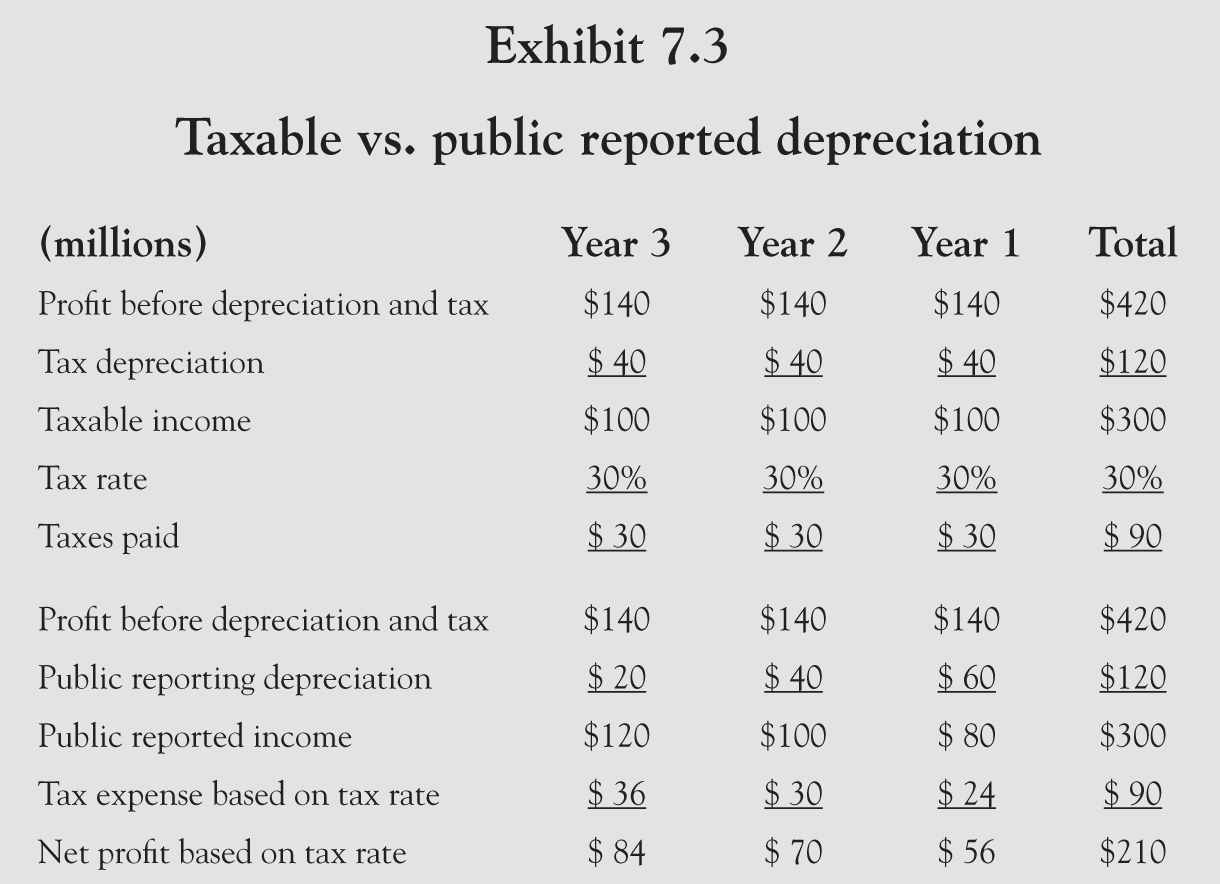 Exhibit 7.3
Taxable vs. public reported depreciation
(millions) Year 3 Year 2 Year 1 Total
Profit before depreciation and tax $140 $140 $140 $420
Tax depreciation $ 40 $ 40 $ 40 $120
Taxable income $100 $100 $100 $300
Tax rate 30% 30% 30% 30%
Taxes paid $ 30 $ 30 $ 30 $ 90
Profit before depreciation and tax $140 $140 $140 $420
Public reporting depreciation $ 20 $ 40 $ 60 $120
Public reported income $120 $100 $ 80 $300
Tax expense based on tax rate $ 36 $ 30 $ 24 $ 90
Net profit based on tax rate $ 84 $ 70 $ 56 $210